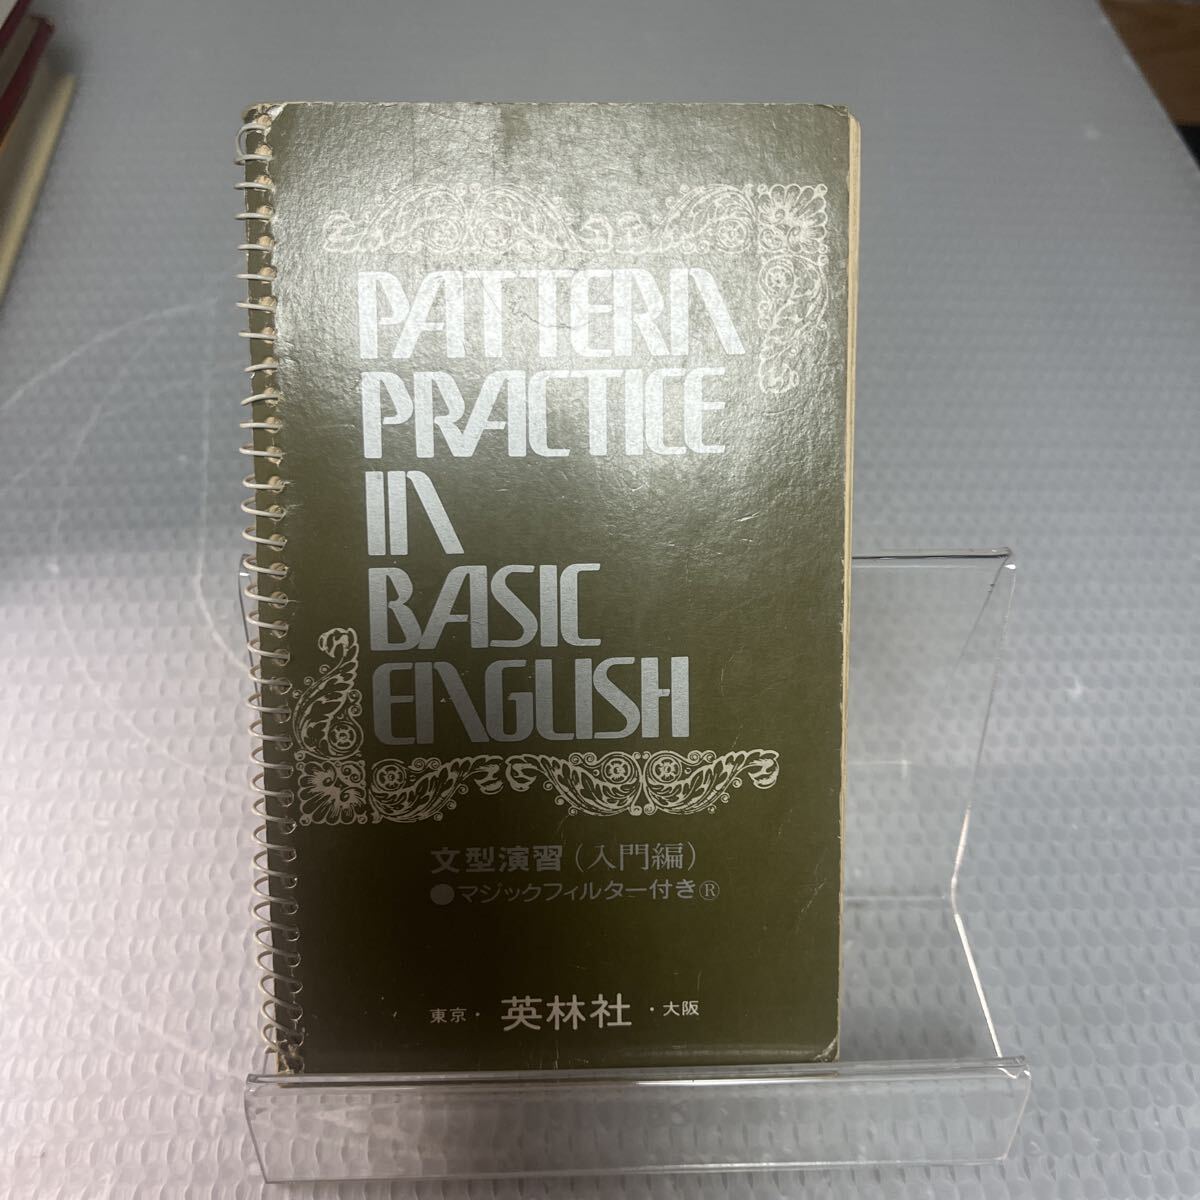 PATTERN
PRACTICE
IN
BASIC
ENGLISH
文型演習(入門編)
●マジックフィルター付き®
東京・英林社・大阪